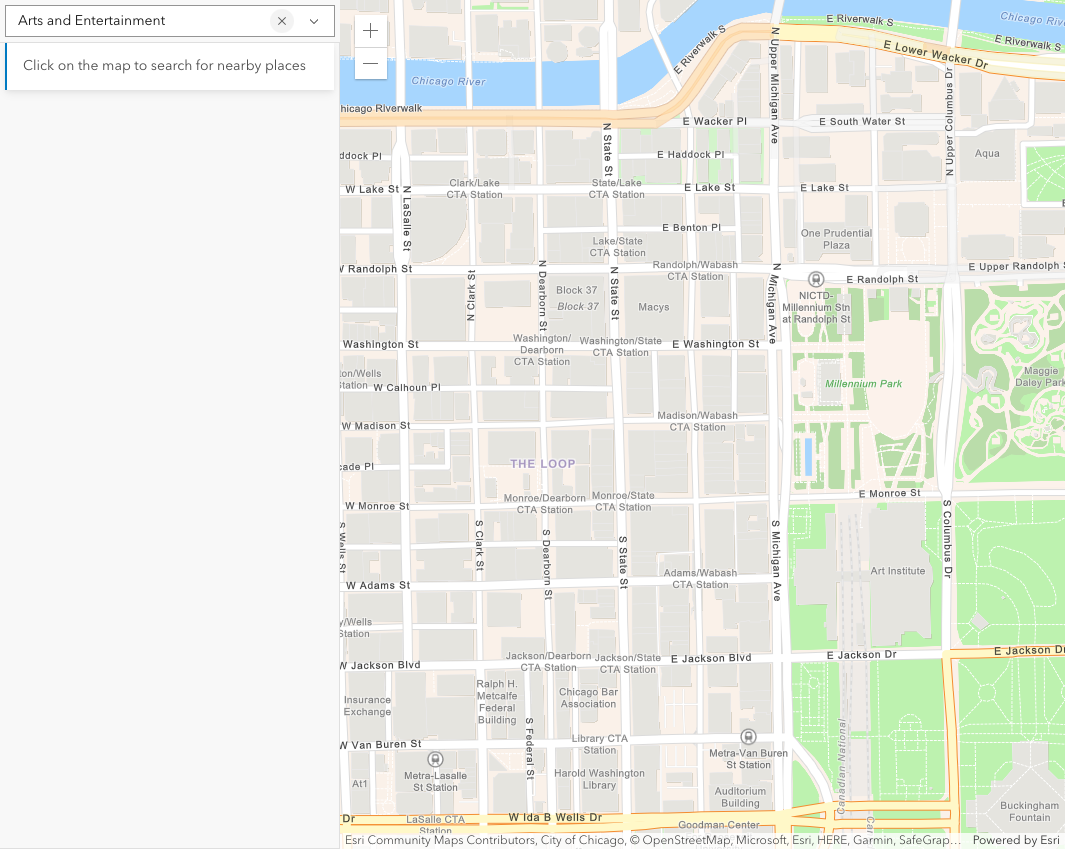 Arts and Entertainment
Click on the map to search for nearby places
Chicago River
E Riverwalk S
E Riverwalk S
Chicago River
E Riverwalk S
E Lower Wacker Dr
N Upper Michigan Ave
N Upper Columbus Dr
hicago Riverwalk
E Wacker Pl
E South Water St
N State St
ddock Pl
E Haddock Pl
Aqua
W Lake St
Clark/Lake
CTA Station
State/Lake
CTA Station
E Lake St
E Lake St
N LaSalle St
E Benton Pl
Lake/State
CTA Station
One Prudential
Plaza
W Randolph St
Randolph/Wabash
CTA Station
E Randolph St
E Upper Randolph St
N Clark St
N Dearborn St
N State St
N Michigan Ave
Block 37
Block 37
Macys
NICTD-
Millennium Stn
at Randolph St
Washington St
Washington/
Dearborn
CTA Station
Washington/State
CTA Station
E Washington St
ton/Wells
Station
W Calhoun Pl
Millennium Park
Maggie
Daley Park
W Madison St
Madison/Wabash
CTA Station
cade Pl
THE LOOP
W Monroe St
Monroe/Dearborn
CTA Station
Monroe/State
CTA Station
E Monroe St
S Wells St
S Clark St
S Dearborn St
S State St
S Michigan Ave
S Columbus Dr
W Adams St
Adams/Wabash
CTA Station
Art Institute
y/Wells
Station
W Jackson Blvd
Jackson/Dearborn
CTA Station
Jackson/State
CTA Station
E Jackson Blvd
E Jackson Dr
E Jackson Dr
Insurance
Exchange
Ralph H.
Metcalfe
Federal
Building
Chicago Bar
Association
S Federal St
W Van Buren St
Library CTA
Station
Metra-Van Buren
St Station
Metra-Lasalle
St Station
Harold Washington
Library
At1
Auditorium
Building
Canadian National
Buckingham
Fountain
Dr
LaSalle CTA
Station
W Ida B Wells Dr
Goodman Center
Ca
Esri Community Maps Contributors, City of Chicago, © OpenStreetMap, Microsoft, Esri, HERE, Garmin, SafeGrap…
Powered by Esri